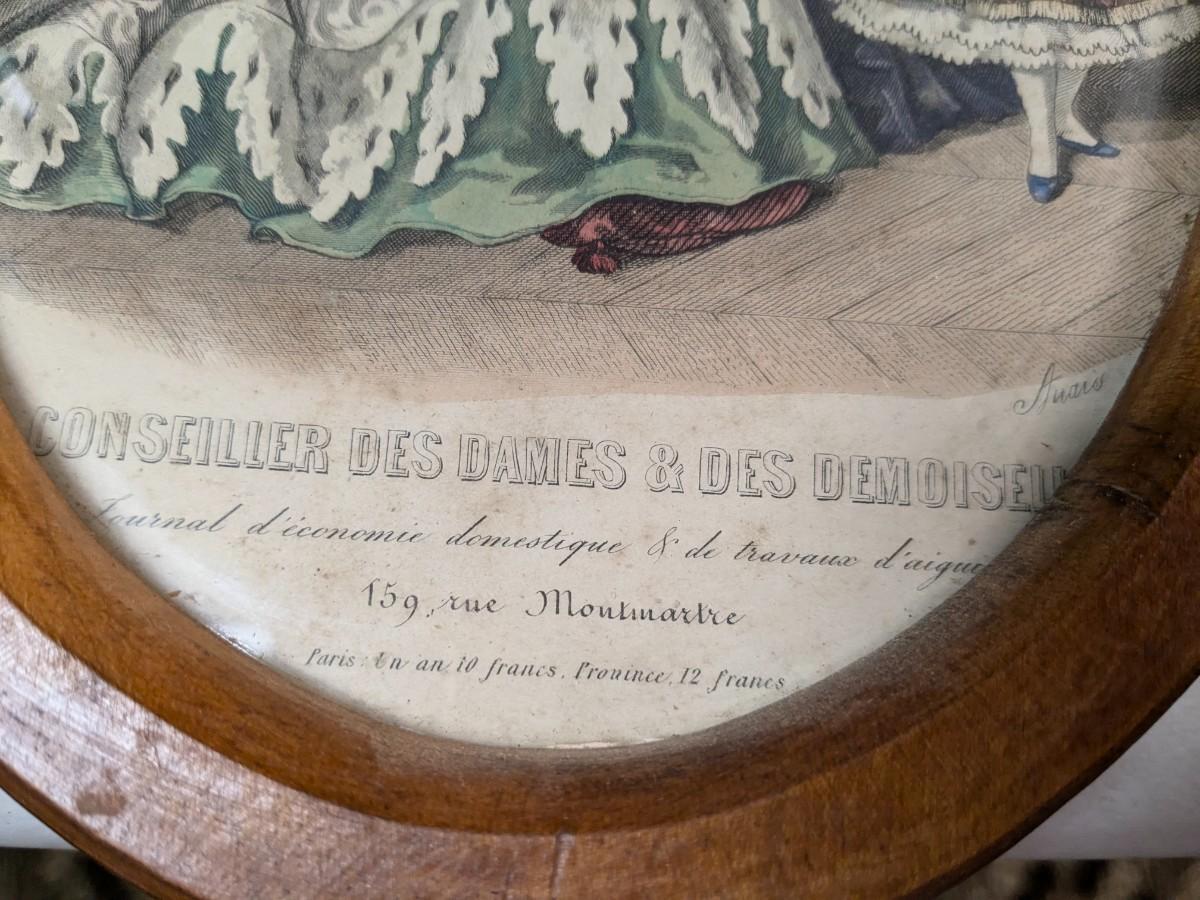 Anaïs
CONSEILLER DES DAMES & DES DEMOISELL
Journal d'économie domestique & de travaux d'aigu
159, rue Montmartre
Paris: Un an 10 francs, Province, 12 francs